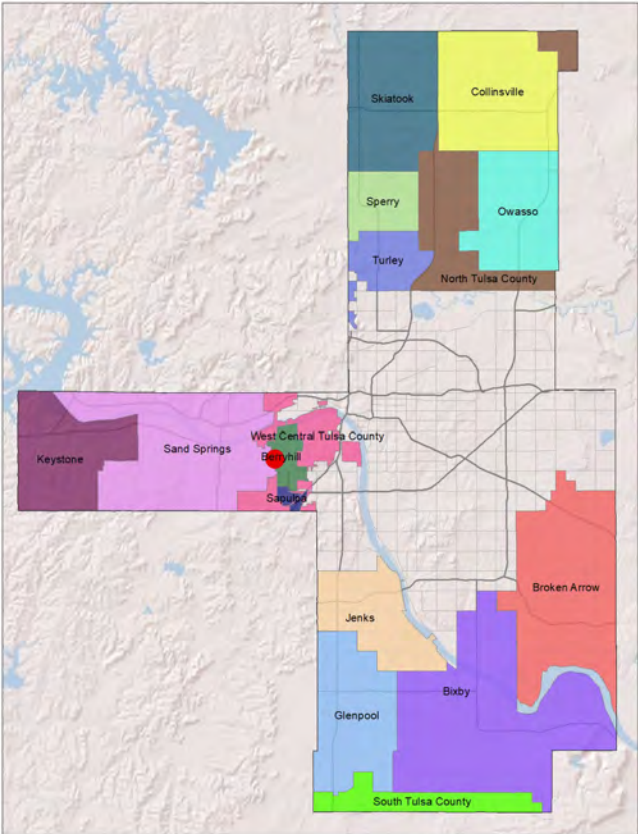 Skiatook
Collinsville
Sperry
Owasso
Turley
North Tulsa County
West Central Tulsa County
Keystone
Sand Springs
Berryhill
Saoulpa
Broken Arrow
Jenks
Bixby
Glenpool
South Tulsa County